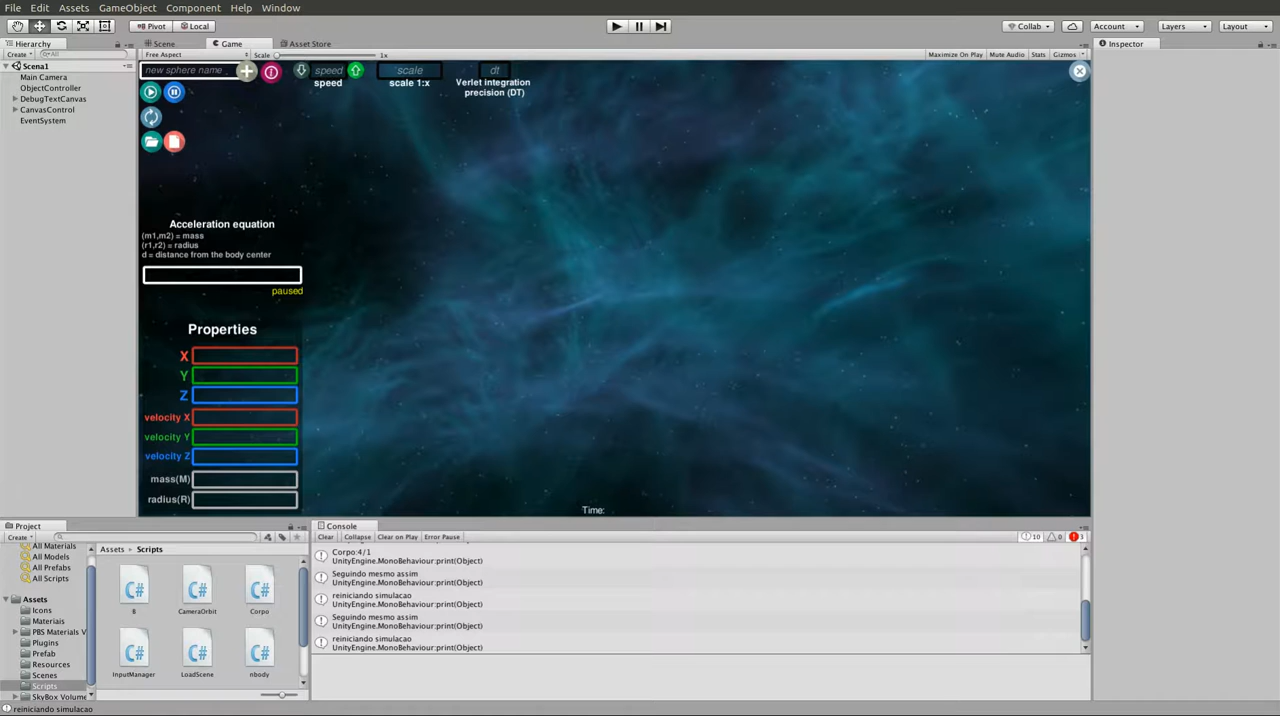 File Edit Assets GameObject Component Help Window
Pivot Local
Collab Account Layers Layout
Hierarchy
Create All
Scena1
Main Camera
ObjectController
DebugTextCanvas
CanvasControl
EventSystem
Scene Game Asset Store
Free Aspect Scale 1x Maximize On Play Mute Audio Stats Gizmos
new sphere name speed scale dt
speed scale 1:x Verlet integration
precision (DT)
Acceleration equation
(m1,m2) = mass
(r1,r2) = radius
d = distance from the body center
paused
Properties
X
Y
Z
velocity X
velocity Y
velocity Z
mass(M)
radius(R)
Time:
Inspector
Project
Create
All Materials
All Models
All Prefabs
All Scripts
Assets
Icons
Materiais
PBS Materials V
Plugins
Prefab
Resources
Scenes
Scripts
SkyBox Volume
Assets Scripts
C# C# C#
B CameraOrbit Corpo
C# C# C#
InputManager LoadScene nbody
Console
Clear Collapse Clear on Play Error Pause 10 0 3
Corpo:4/1
UnityEngine.MonoBehaviour:print(Object)
Seguindo mesmo assim
UnityEngine.MonoBehaviour:print(Object)
reiniciando simulacao
UnityEngine.MonoBehaviour:print(Object)
Seguindo mesmo assim
UnityEngine.MonoBehaviour:print(Object)
reiniciando simulacao
UnityEngine.MonoBehaviour:print(Object)
reiniciando simulacao